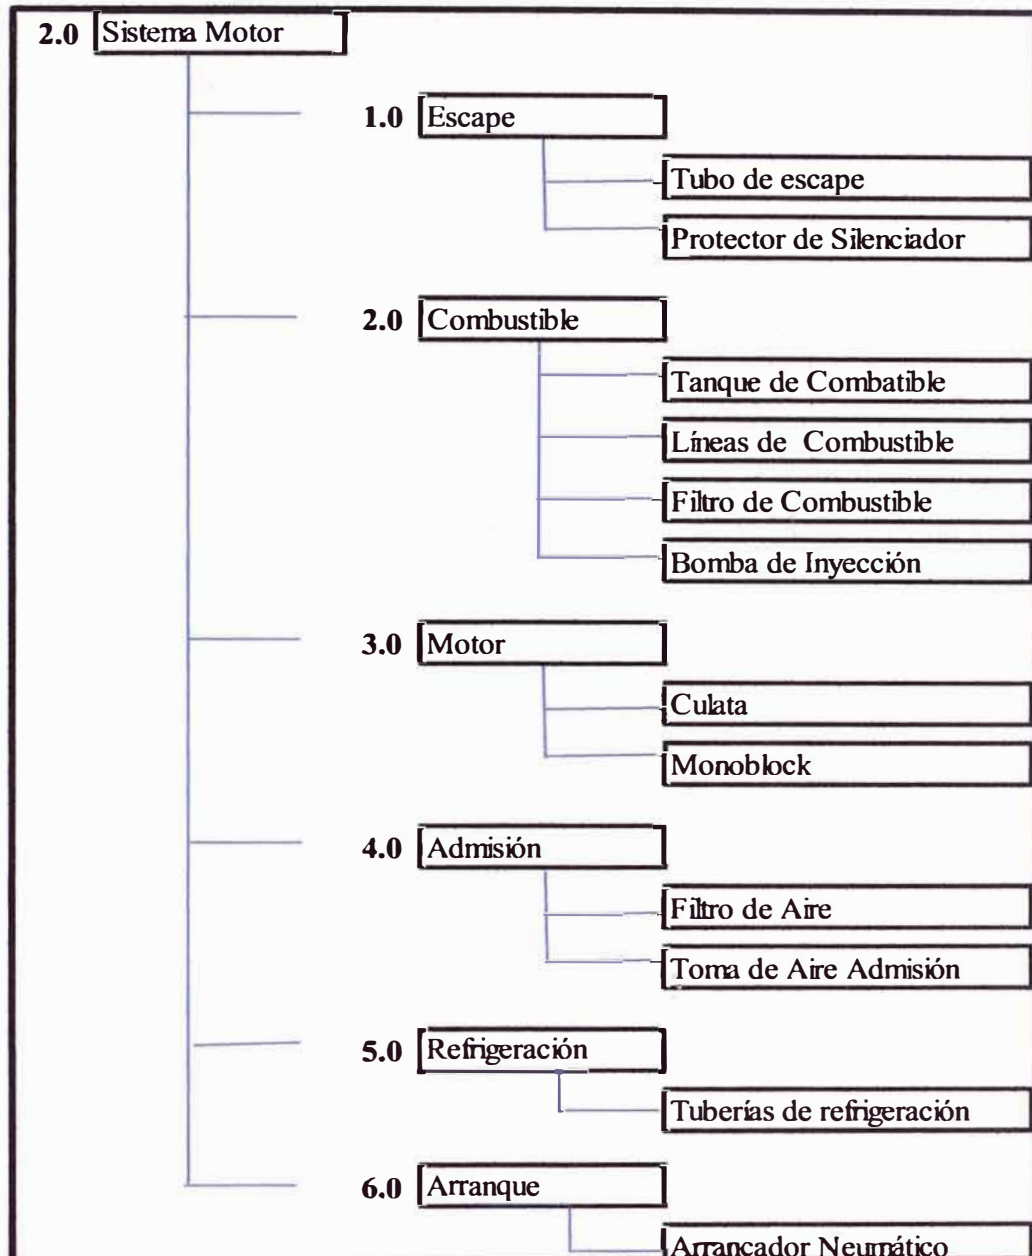 2.0 Sistema Motor
1.0 Escape
Tubo de escape
Protector de Silenciador
2.0 Combustible
Tanque de Combatible
Líneas de Combustible
Filtro de Combustible
Bomba de Inyección
3.0 Motor
Culata
Monoblock
4.0 Admisión
Filtro de Aire
Toma de Aire Admisión
5.0 Refrigeración
Tuberías de refrigeración
6.0 Arranque
Arrancador Neumático